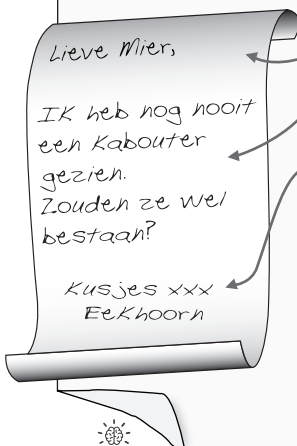 Lieve Mier,
Ik heb nog nooit
een kabouter
gezien.
Zouden ze wel
bestaan?
Kusjes xxx
Eekhoorn